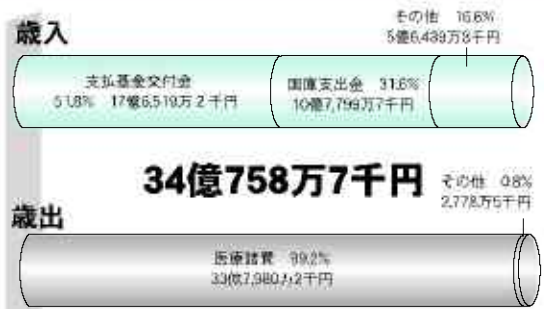 歳入
その他 16.6%
5億6,439万8千円
支払基金交付金
51.8% 17億6,519万2千円
国庫支出金 31.6%
10億7,799万7千円
34億758万7千円
歳出
その他 0.8%
2,778万5千円
医療諸費 99.2%
33億7,980万2千円